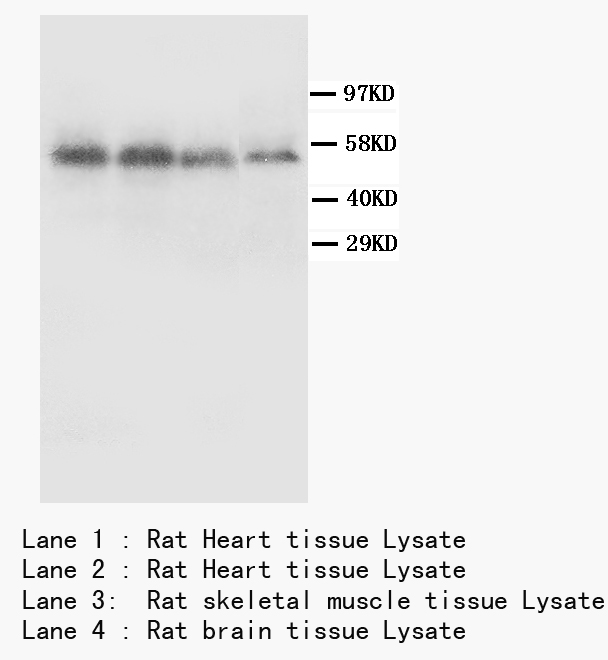 97KD
58KD
40KD
29KD
Lane 1 : Rat Heart tissue Lysate
Lane 2 : Rat Heart tissue Lysate
Lane 3:  Rat skeletal muscle tissue Lysate
Lane 4 : Rat brain tissue Lysate